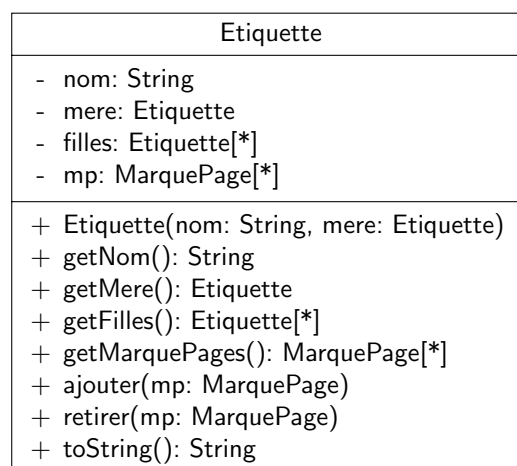 Etiquette
- nom: String
- mere: Etiquette
- filles: Etiquette[*]
- mp: MarquePage[*]
+ Etiquette(nom: String, mere: Etiquette)
+ getNom(): String
+ getMere(): Etiquette
+ getFilles(): Etiquette[*]
+ getMarquePages(): MarquePage[*]
+ ajouter(mp: MarquePage)
+ retirer(mp: MarquePage)
+ toString(): String